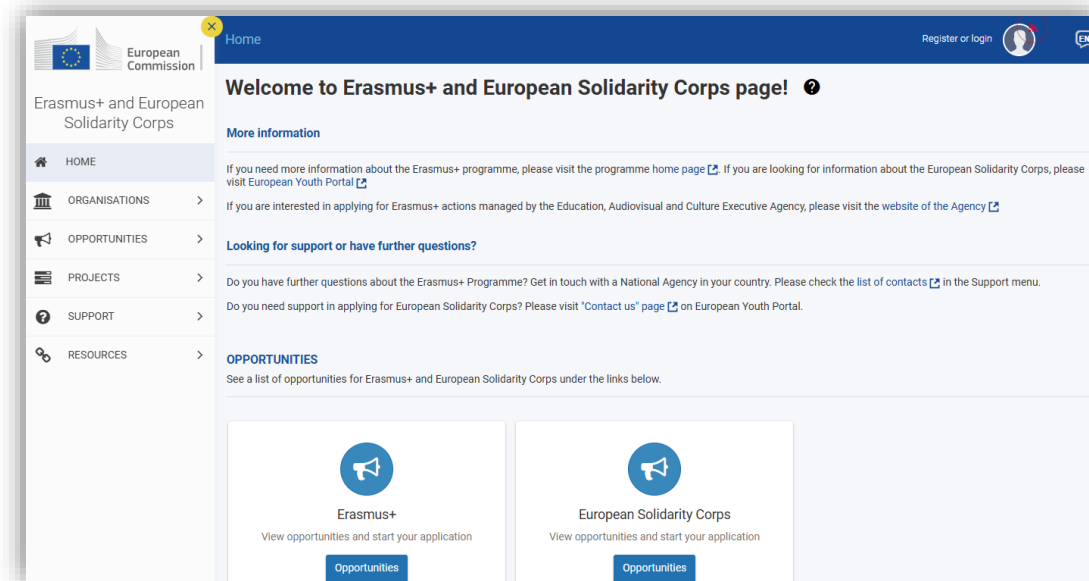 European
Commission
Home
Register or login
EN
Erasmus+ and European
Solidarity Corps
HOME
ORGANISATIONS
OPPORTUNITIES
PROJECTS
SUPPORT
RESOURCES
Welcome to Erasmus+ and European Solidarity Corps page!
More information
If you need more information about the Erasmus+ programme, please visit the programme home page. If you are looking for information about the European Solidarity Corps, please
visit European Youth Portal
If you are interested in applying for Erasmus+ actions managed by the Education, Audiovisual and Culture Executive Agency, please visit the website of the Agency
Looking for support or have further questions?
Do you have further questions about the Erasmus+ Programme? Get in touch with a National Agency in your country. Please check the list of contacts in the Support menu.
Do you need support in applying for European Solidarity Corps? Please visit "Contact us" page on European Youth Portal.
OPPORTUNITIES
See a list of opportunities for Erasmus+ and European Solidarity Corps under the links below.
Erasmus+
View opportunities and start your application
Opportunities
European Solidarity Corps
View opportunities and start your application
Opportunities